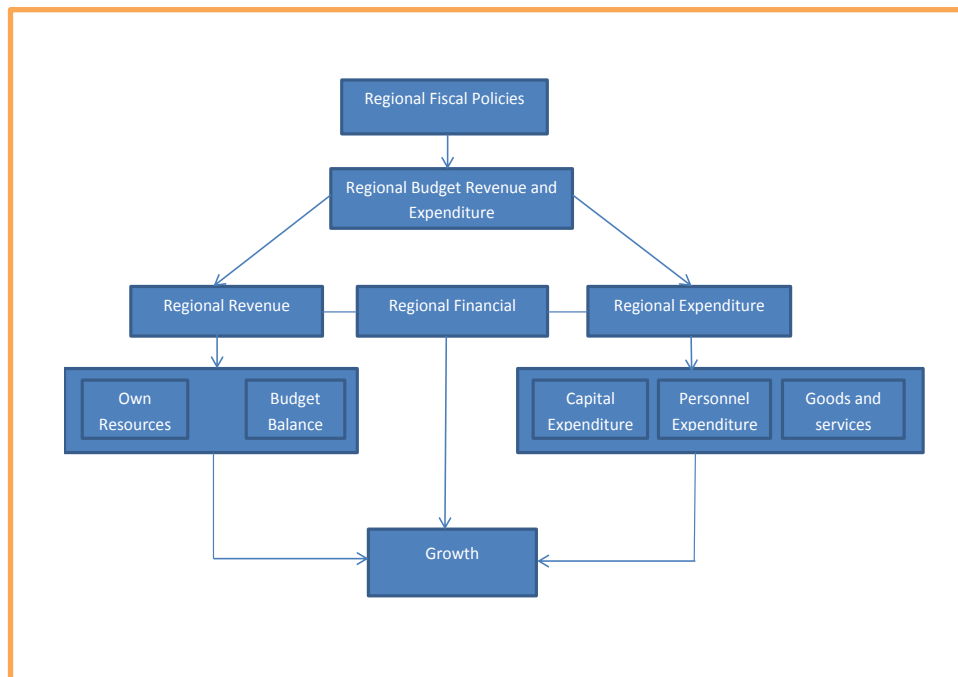 Regional Fiscal Policies
Regional Budget Revenue and
Expenditure
Regional Revenue
Regional Financial
Regional Expenditure
Own
Resources
Budget
Balance
Capital
Expenditure
Personnel
Expenditure
Goods and
services
Growth